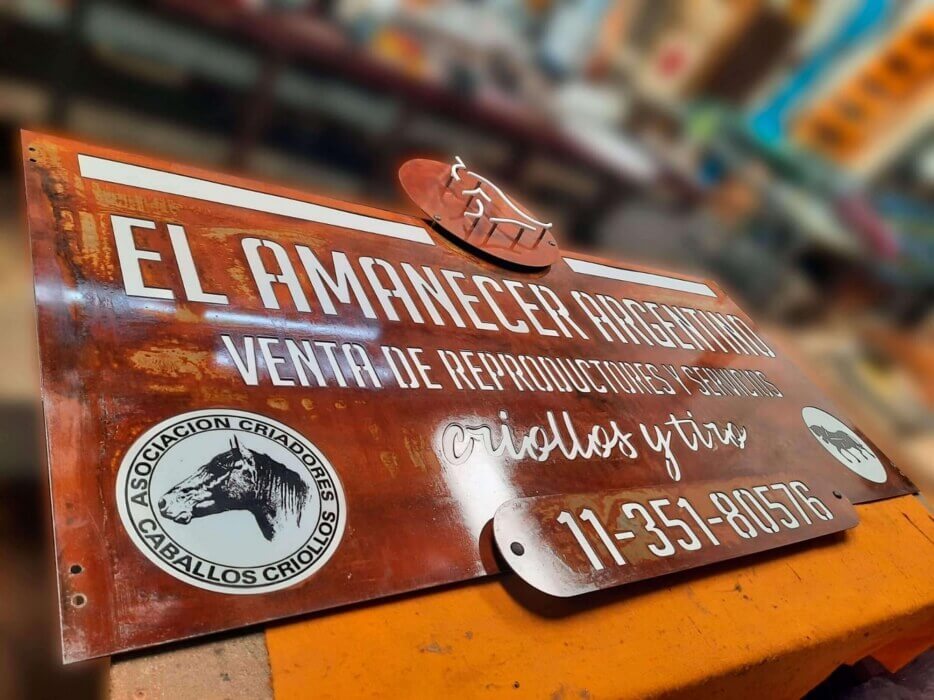 EL AMANECER ARGENTINO
VENTA DE REPRODUCTORES Y SERVICIOS
criollos y tiro
ASOCIACION CRIADORES
CABALLOS CRIOLLOS
11-351-80576